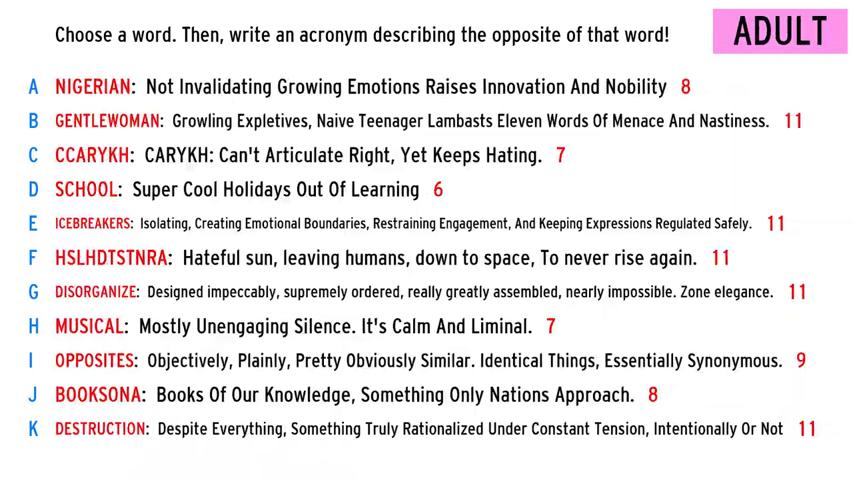 Choose a word. Then, write an acronym describing the opposite of that word!
ADULT
A NIGERIAN: Not Invalidating Growing Emotions Raises Innovation And Nobility 8
B GENTLEWOMAN: Growling Expletives, Naive Teenager Lambasts Eleven Words Of Menace And Nastiness. 11
C CCARYKH: CARYKH: Can't Articulate Right, Yet Keeps Hating. 7
D SCHOOL: Super Cool Holidays Out Of Learning 6
E ICEBREAKERS: Isolating, Creating Emotional Boundaries, Restraining Engagement, And Keeping Expressions Regulated Safely. 11
F HSLHDTSTNRA: Hateful sun, leaving humans, down to space, To never rise again. 11
G DISORGANIZE: Designed impeccably, supremely ordered, really greatly assembled, nearly impossible. Zone elegance. 11
H MUSICAL: Mostly Unengaging Silence. It's Calm And Liminal. 7
I OPPOSITES: Objectively, Plainly, Pretty Obviously Similar. Identical Things, Essentially Synonymous. 9
J BOOKSONA: Books Of Our Knowledge, Something Only Nations Approach. 8
K DESTRUCTION: Despite Everything, Something Truly Rationalized Under Constant Tension, Intentionally Or Not 11